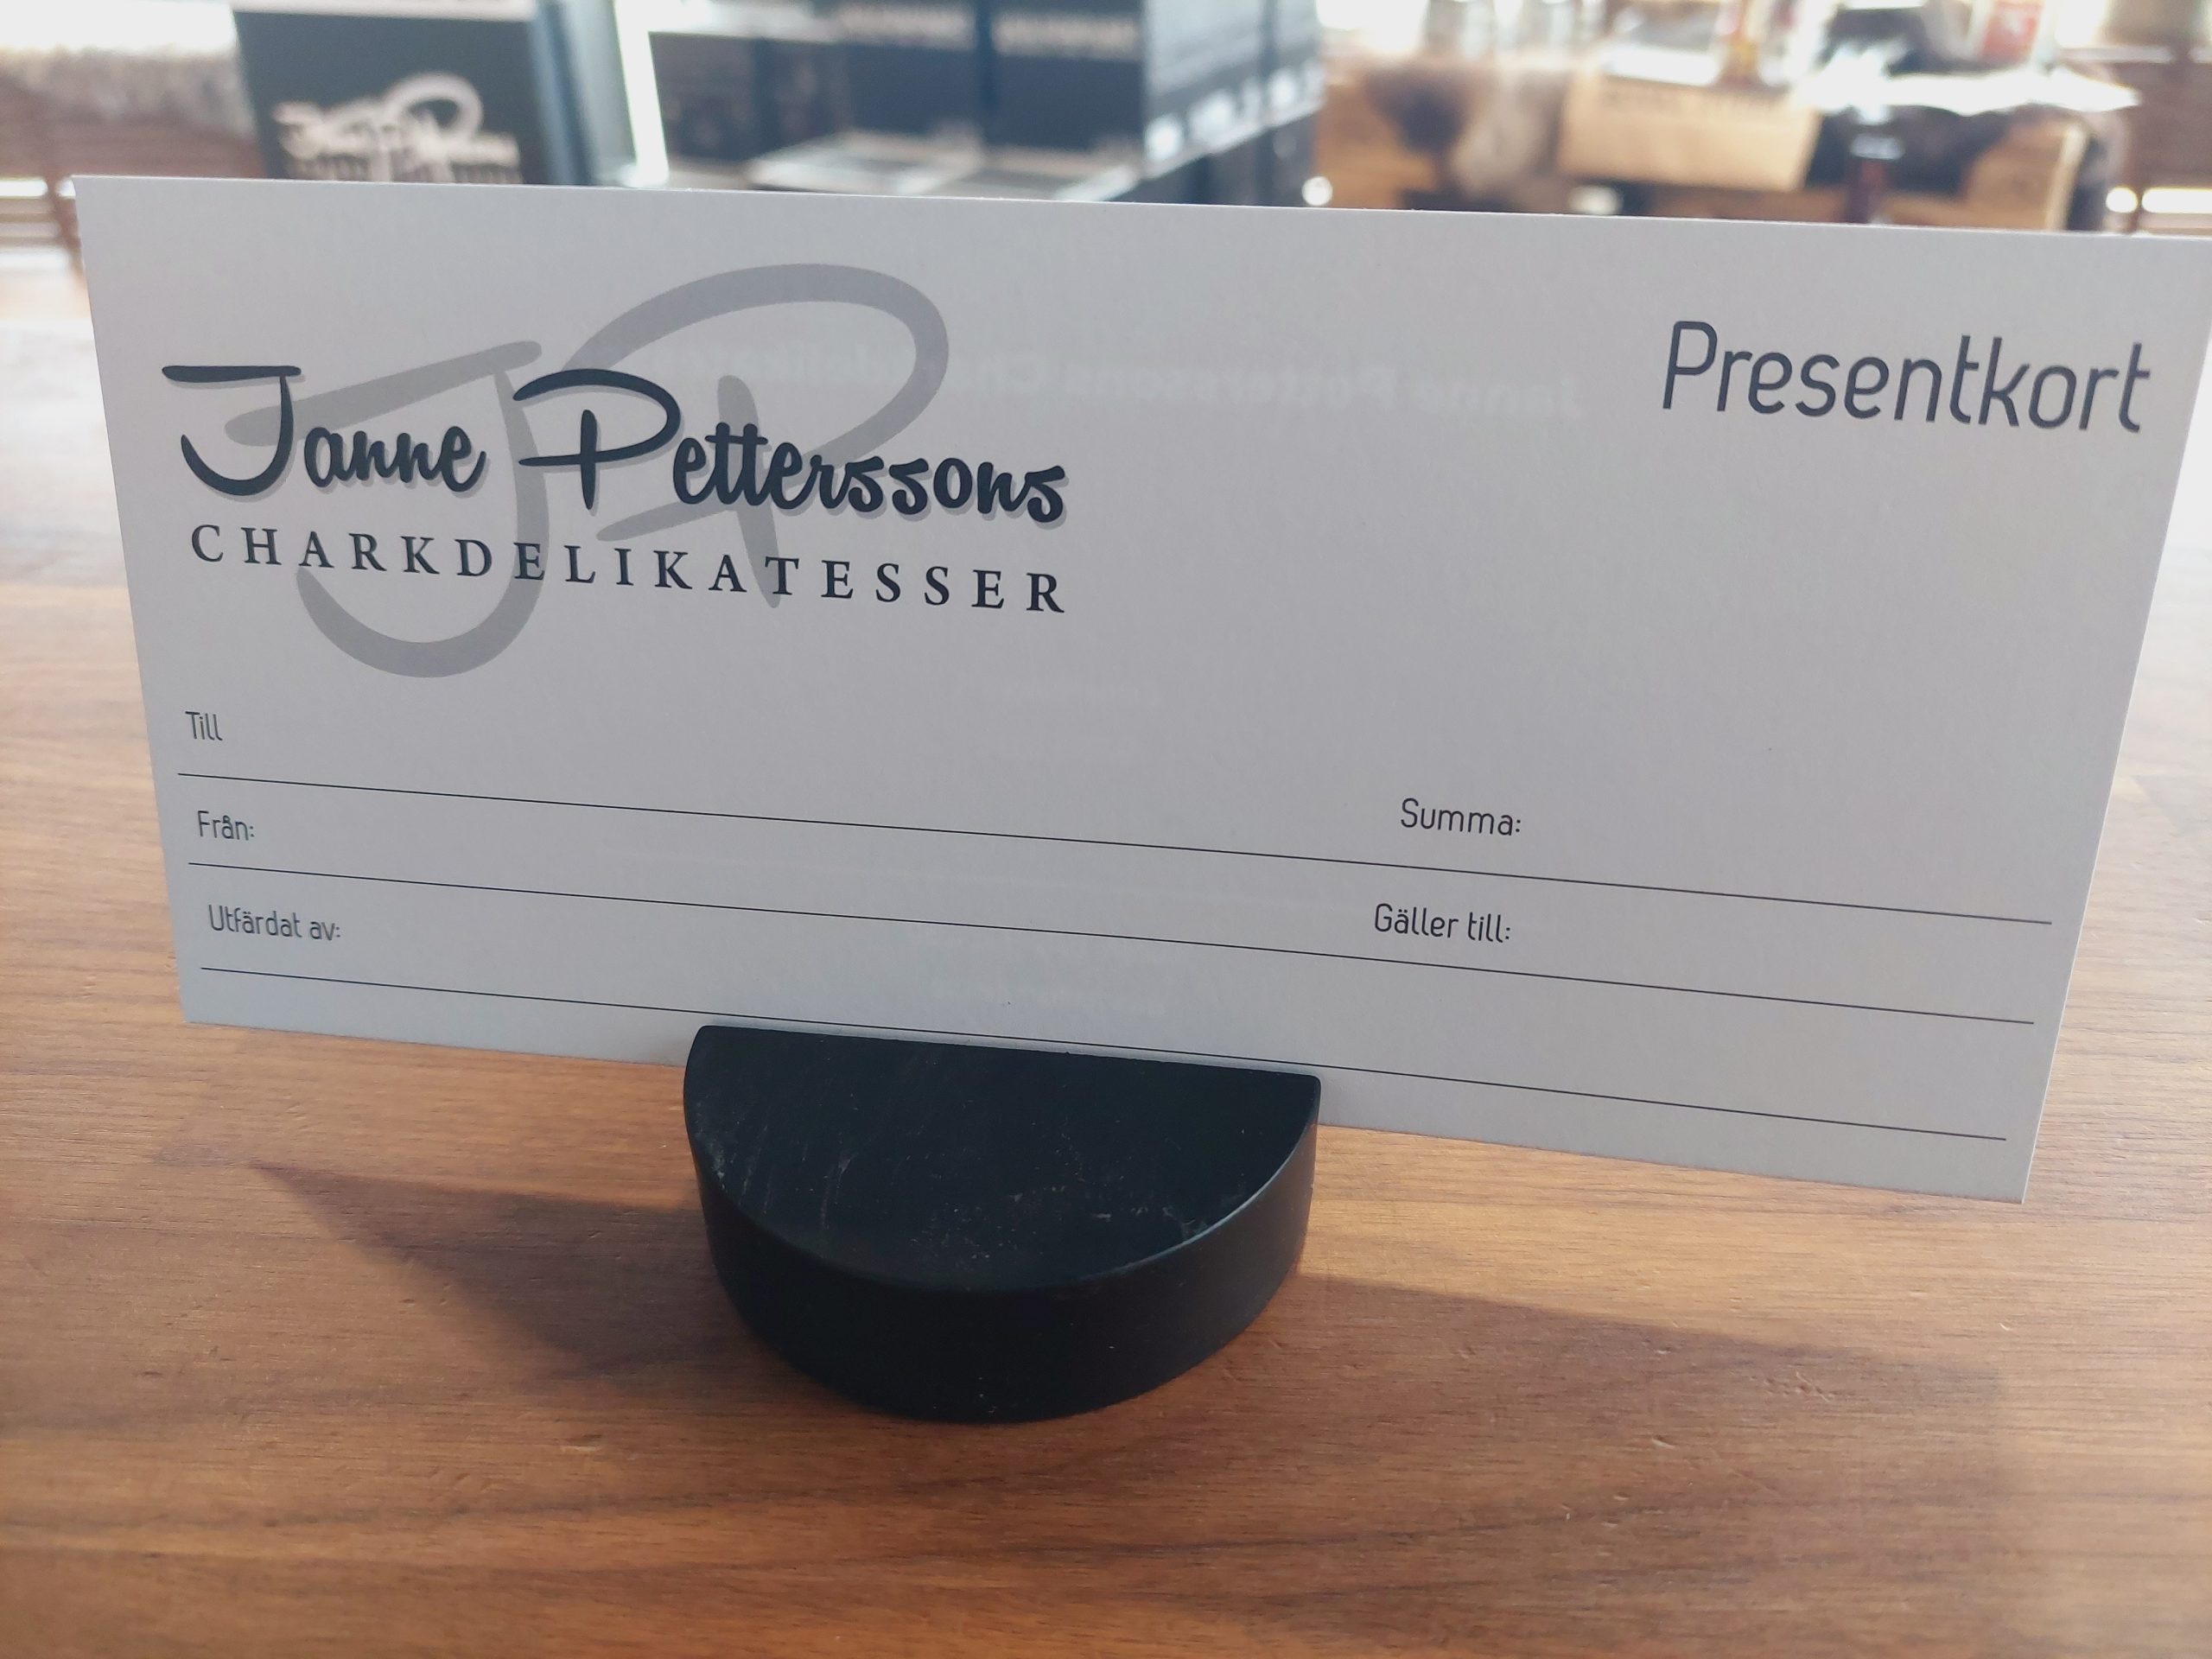 Janne Petterssons
CHARKDELIKATESSER
Presentkort
Till
Summa:
Från:
Gäller till:
Utfärdat av: